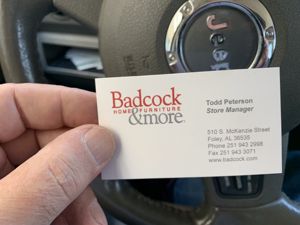 Jeep
Badcock
HOME FURNITURE
&more
Todd Peterson
Store Manager
510 S. McKenzie Street
Foley, AL 36535
Phone 251 943 2998
Fax 251 943 3071
www.badcock.com